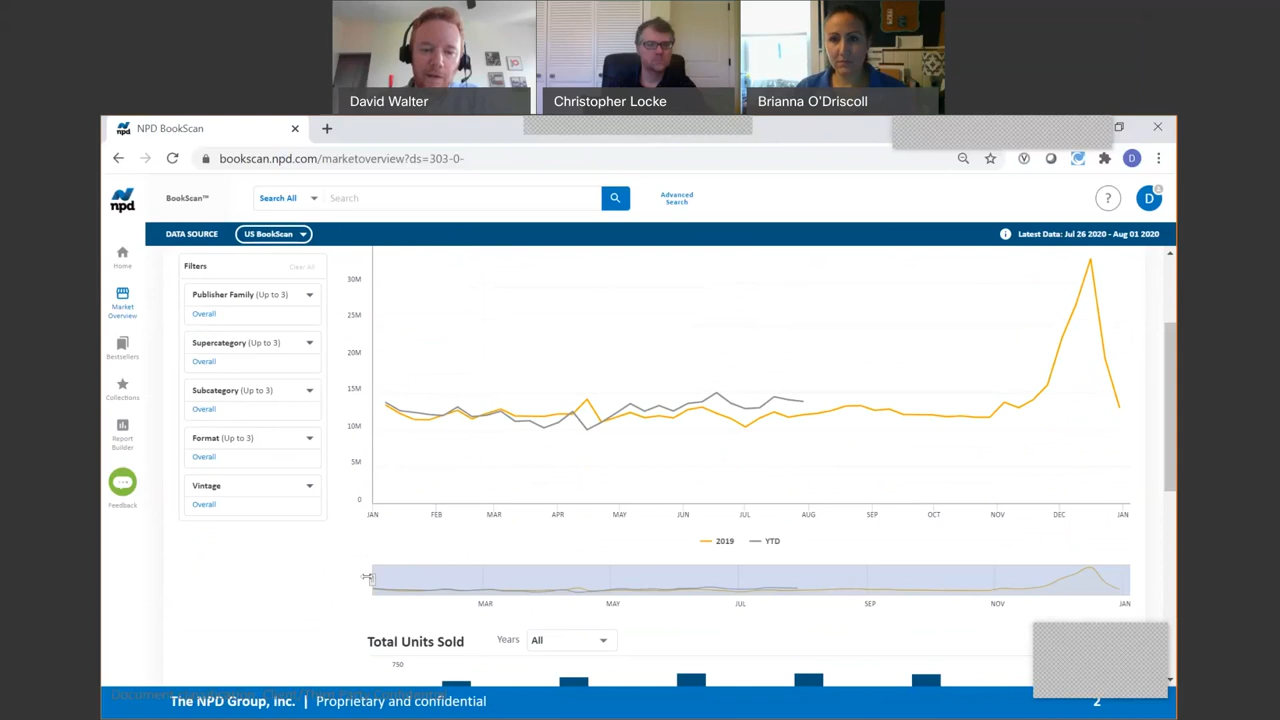 David Walter
Christopher Locke
Brianna O'Driscoll
npd NPD BookScan
bookscan.npd.com/marketoverview?ds=303-0-
D
npd
BookScan™
Search All
Search
Advanced
Search
?
D
DATA SOURCE
US BookScan
Latest Data: Jul 26 2020 - Aug 01 2020
Home
Market
Overview
Bestsellers
Collections
Report
Builder
Feedback
Filters
Clear All
Publisher Family (Up to 3)
Overall
Supercategory (Up to 3)
Overall
Subcategory (Up to 3)
Overall
Format (Up to 3)
Overall
Vintage
Overall
30M
25M
20M
15M
10M
5M
0
JAN FEB MAR APR MAY JUN JUL AUG SEP OCT NOV DEC JAN
2019 YTD
MAR MAY JUL SEP NOV JAN
Total Units Sold
Years
All
750
The NPD Group, Inc. | Proprietary and confidential
2